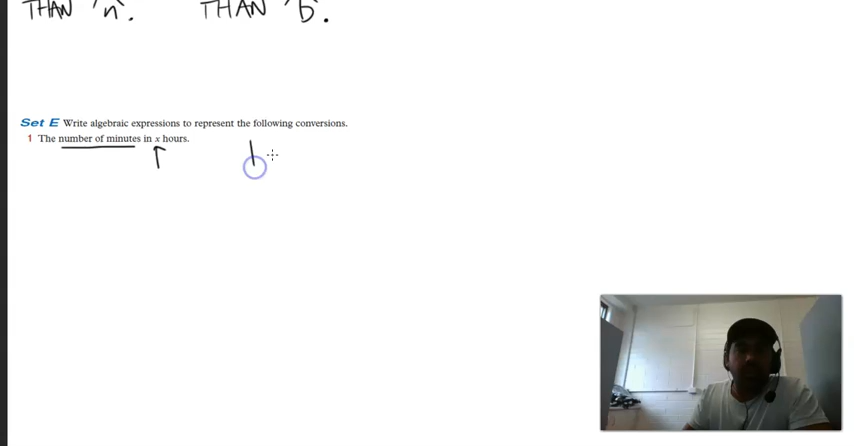 THAN 'n'. THAN 'b'.
Set E Write algebraic expressions to represent the following conversions.
1 The number of minutes in x hours.